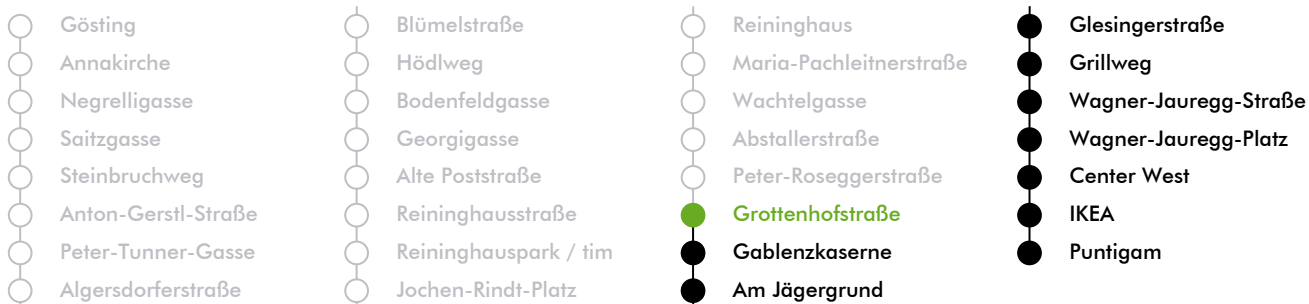 Gösting
Annakirche
Negrelligasse
Saitzgasse
Steinbruchweg
Anton-Gerstl-Straße
Peter-Tunner-Gasse
Algersdorferstraße
Blümelstraße
Hödlweg
Bodenfeldgasse
Georgigasse
Alte Poststraße
Reininghausstraße
Reininghauspark / tim
Jochen-Rindt-Platz
Reininghaus
Maria-Pachleitnerstraße
Wachtelgasse
Abstallerstraße
Peter-Roseggerstraße
Grottenhofstraße
Gablenzkaserne
Am Jägergrund
Glesingerstraße
Grillweg
Wagner-Jauregg-Straße
Wagner-Jauregg-Platz
Center West
IKEA
Puntigam